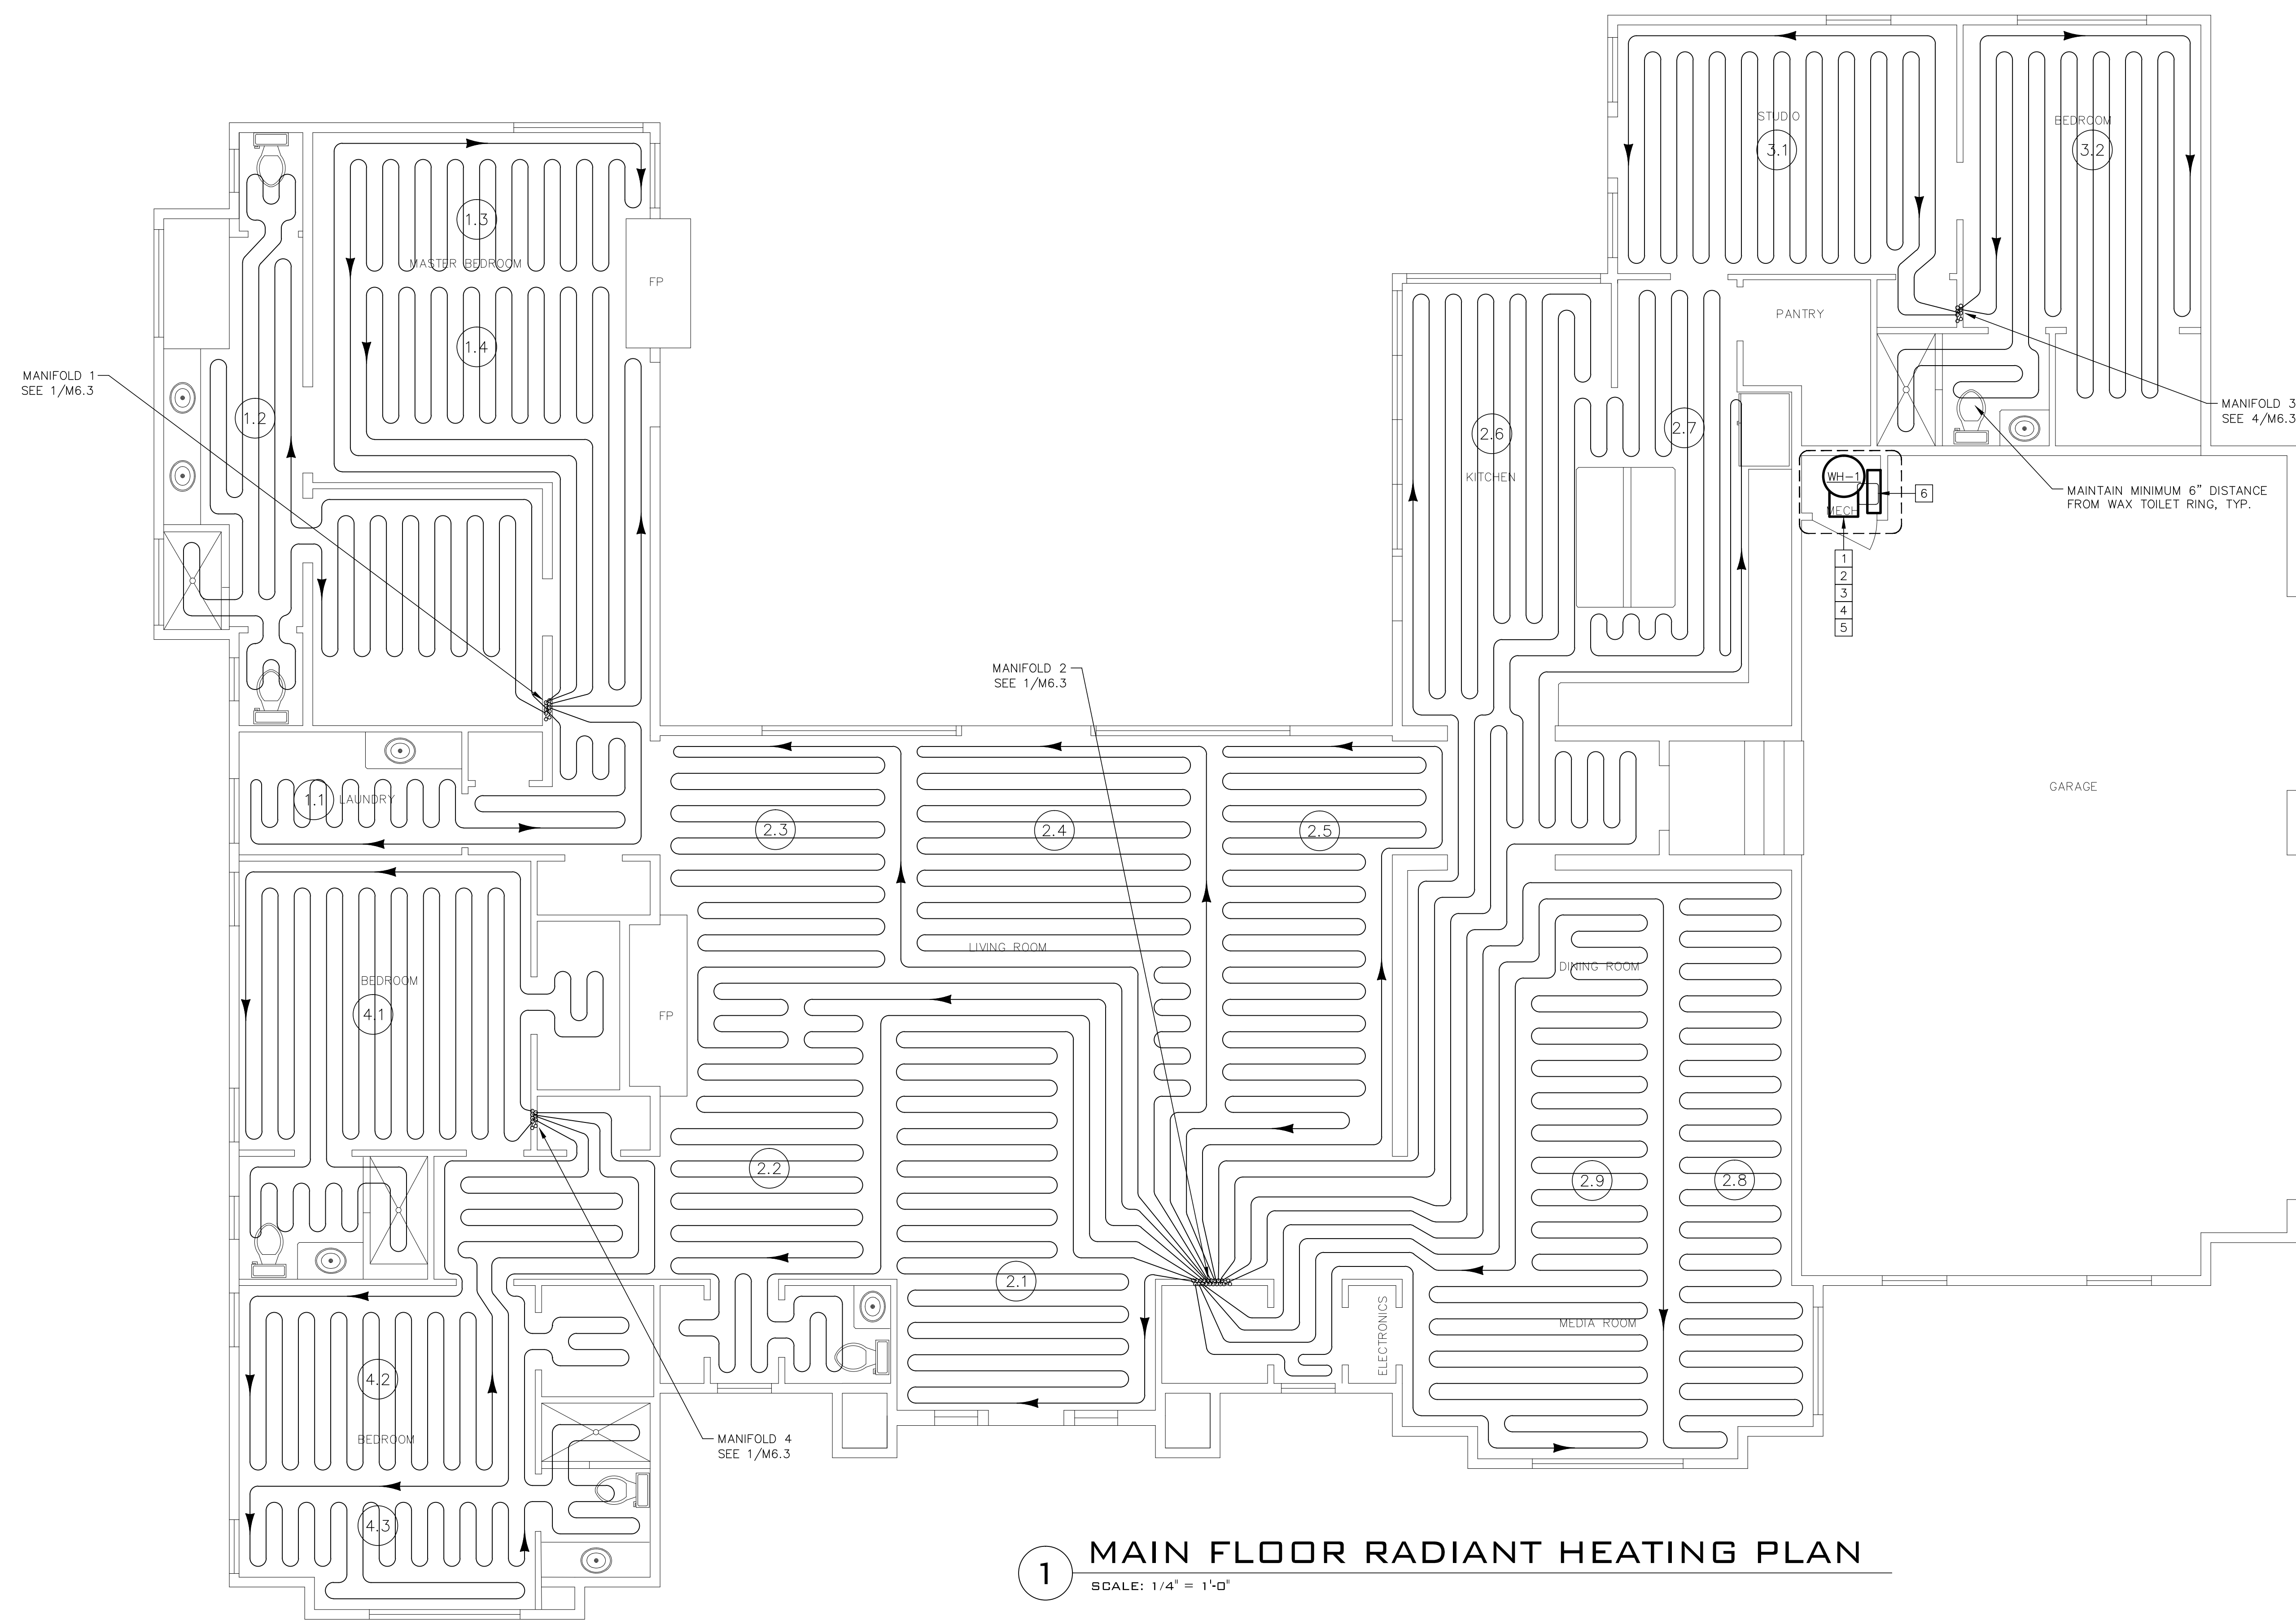 STUDIO
3.1
BEDROOM
3.2
1.3
MASTER BEDROOM
FP
1.4
PANTRY
MANIFOLD 1
SEE 1/M6.3
1.2
MANIFOLD 3
SEE 4/M6.3
2.6
2.7
KITCHEN
WH-1
MECH
6
MAINTAIN MINIMUM 6" DISTANCE
FROM WAX TOILET RING, TYP.
1
2
3
4
5
MANIFOLD 2
SEE 1/M6.3
1.1
LAUNDRY
2.3
2.4
2.5
GARAGE
LIVING ROOM
DINING ROOM
BEDROOM
4.1
FP
2.2
2.9
2.8
2.1
ELECTRONICS
MEDIA ROOM
4.2
BEDROOM
MANIFOLD 4
SEE 1/M6.3
4.3
1
MAIN FLOOR RADIANT HEATING PLAN
SCALE: 1/4" = 1'-0"